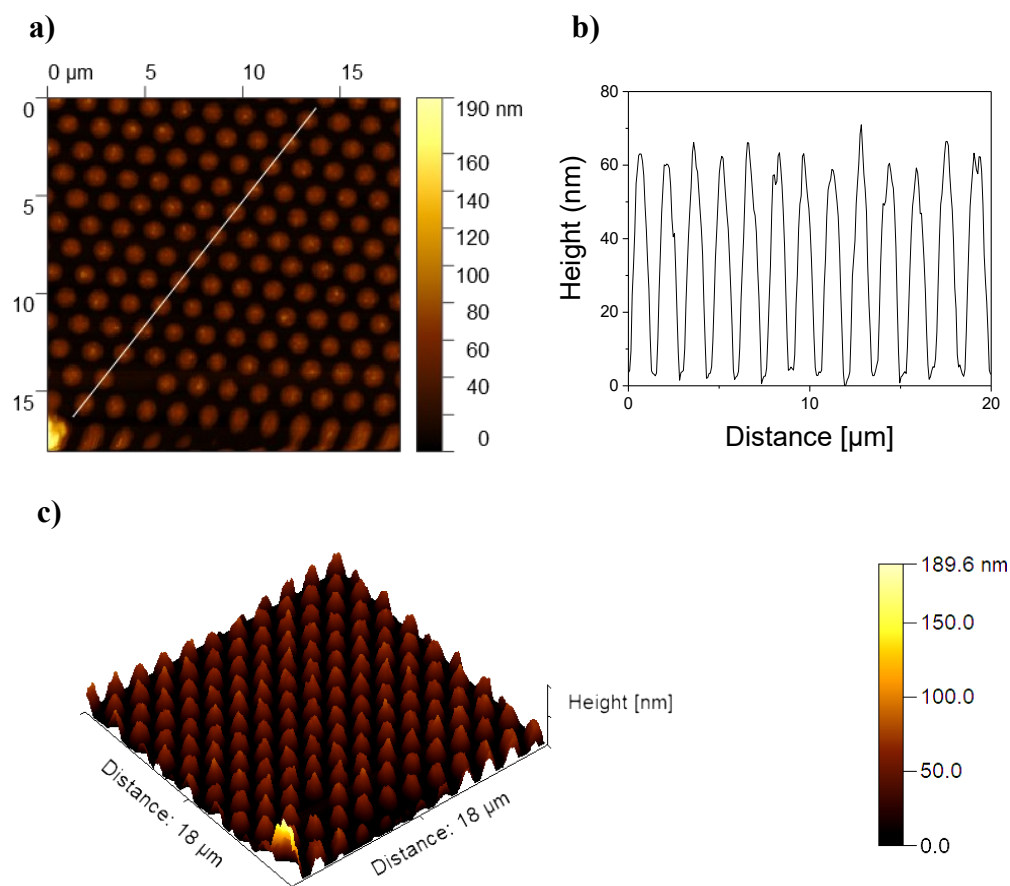 a)
b)
0 µm 5 10 15
0
5
10
15
190 nm
160
140
120
100
80
60
40
0
80
60
40
20
0
0 10 20
Height (nm)
Distance [µm]
c)
Height [nm]
Distance: 18 µm
Distance: 18 µm
189.6 nm
150.0
100.0
50.0
0.0